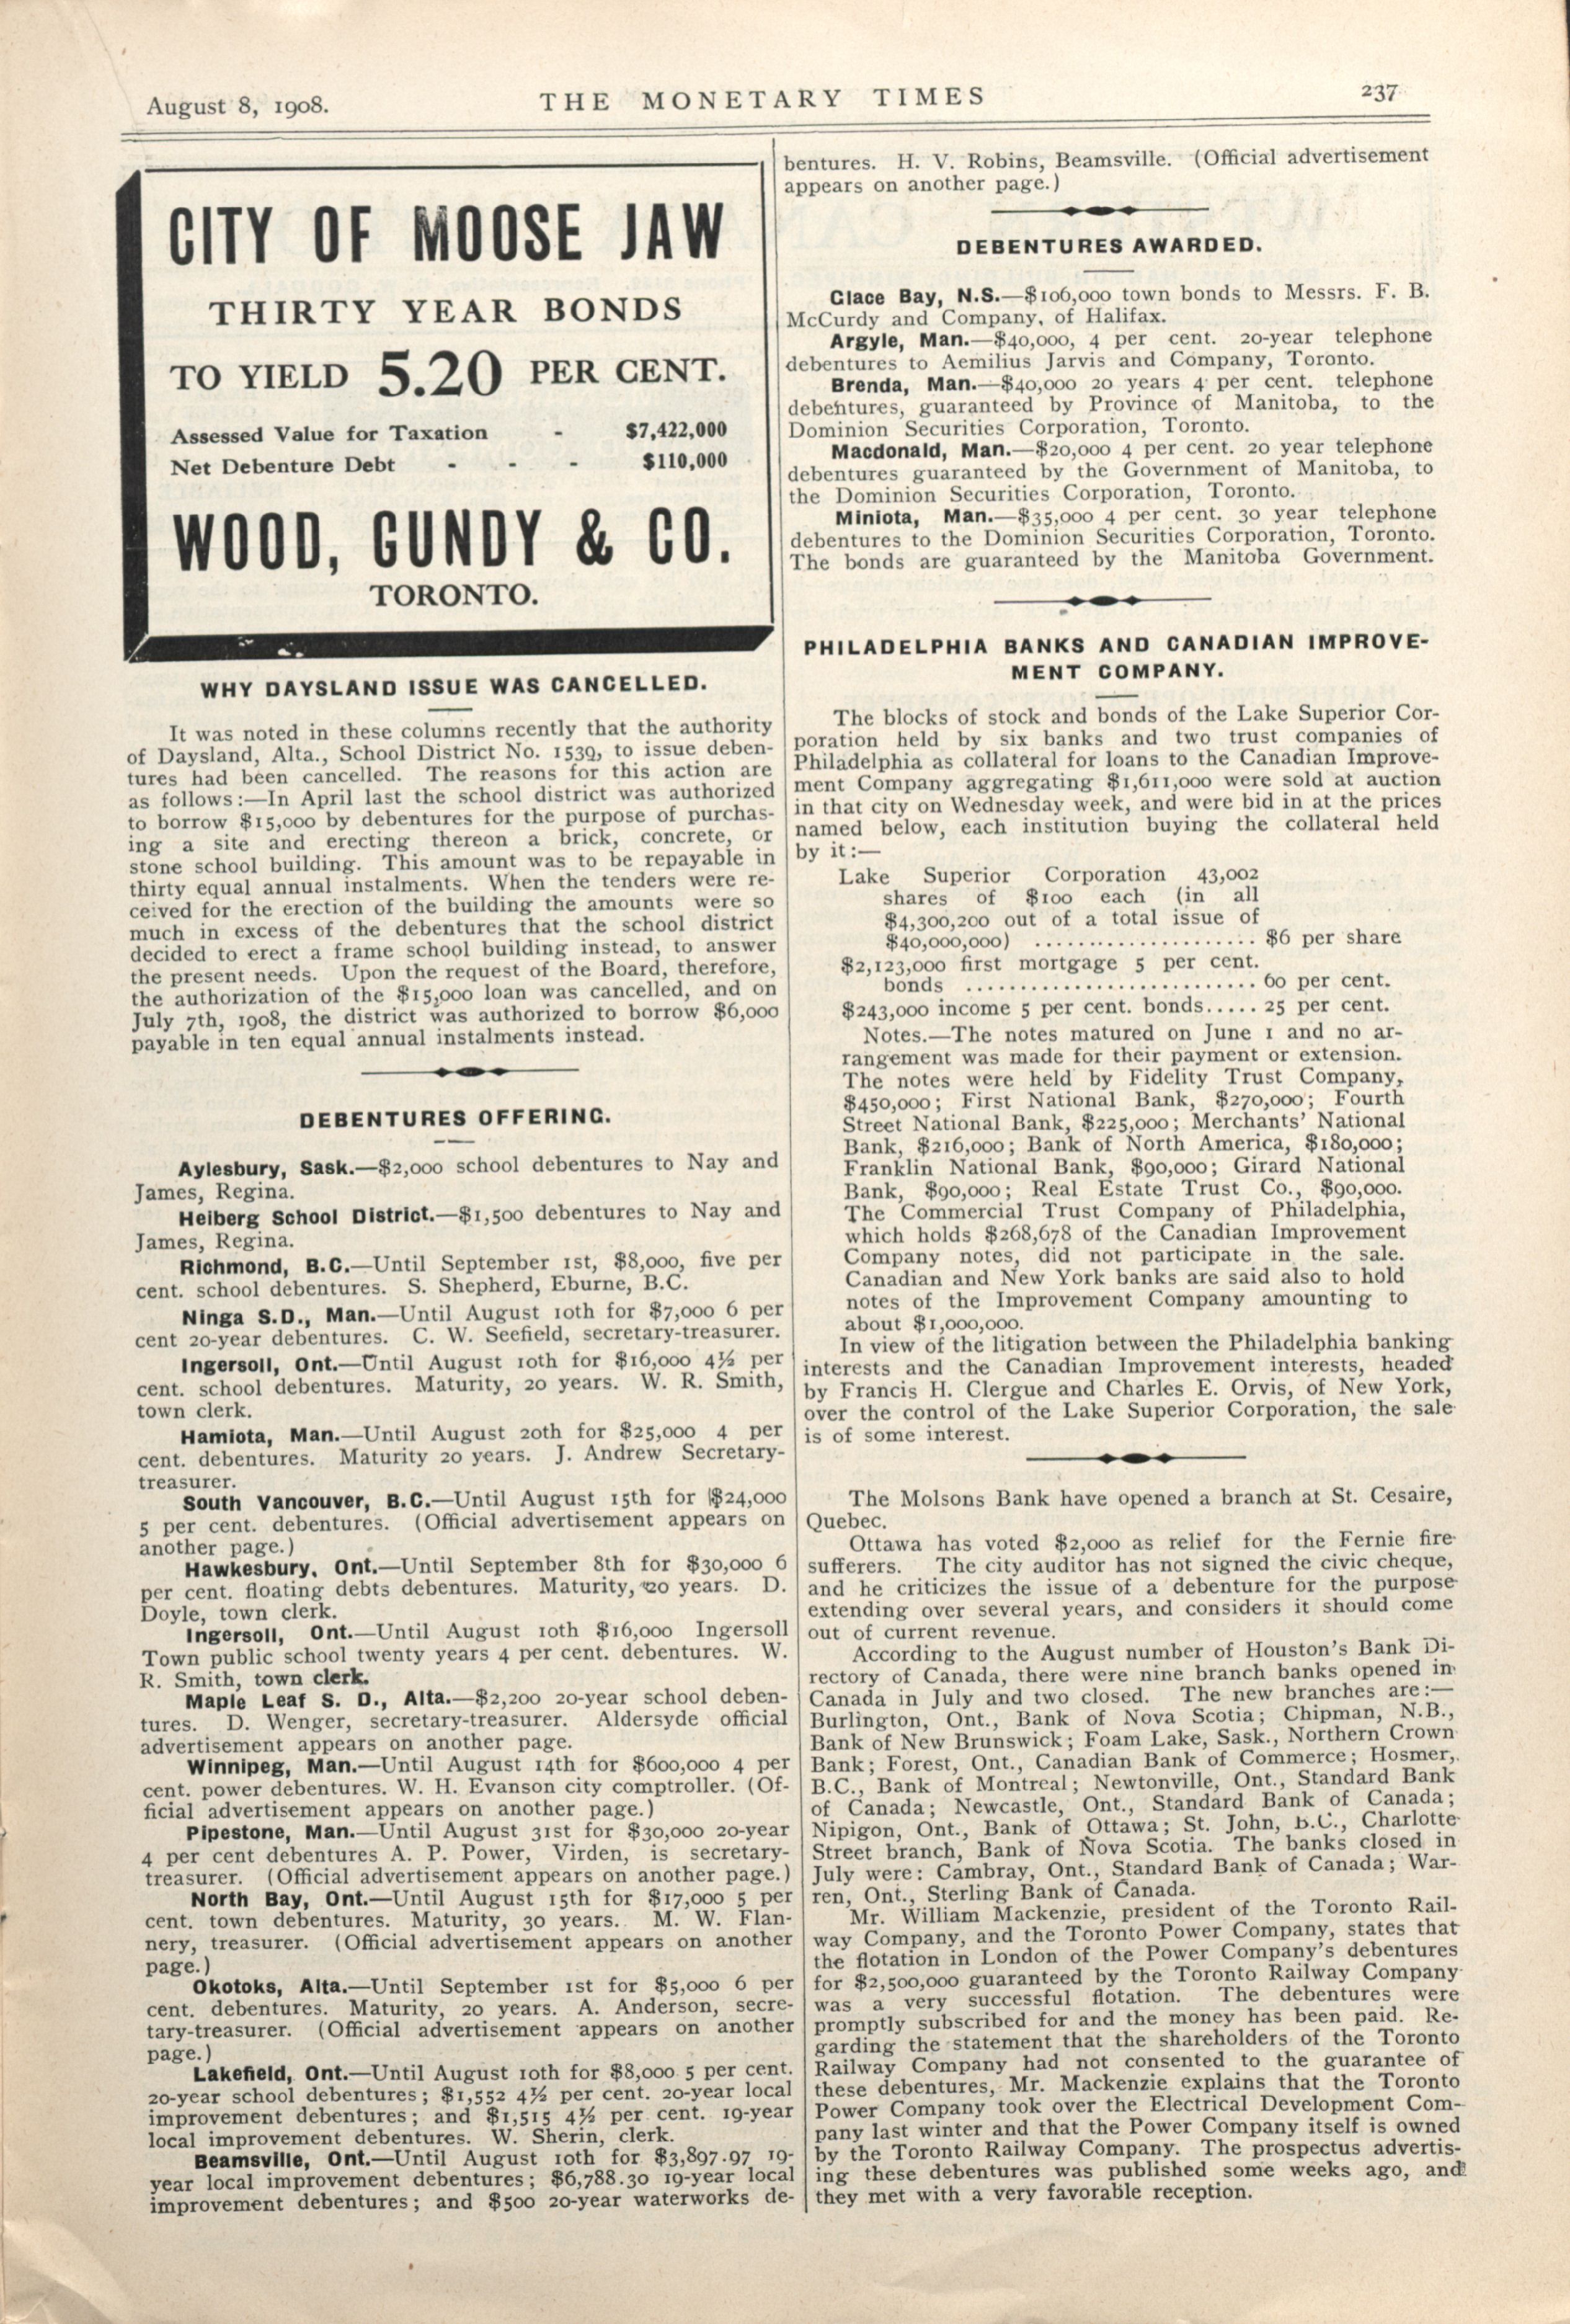 August 8, 1908.
THE MONETARY TIMES
237
CITY OF MOOSE JAW
THIRTY YEAR BONDS
TO YIELD 5.20 PER CENT.
Assessed Value for Taxation - $7,422,000
Net Debenture Debt - - - $110,000
WOOD, GUNDY & CO.
TORONTO.
WHY DAYSLAND ISSUE WAS CANCELLED.
It was noted in these columns recently that the authority
of Daysland, Alta., School District No. 1539, to issue deben-
tures had been cancelled. The reasons for this action are
as follows:—In April last the school district was authorized
to borrow $15,000 by debentures for the purpose of purchas-
ing a site and erecting thereon a brick, concrete, or
stone school building. This amount was to be repayable in
thirty equal annual instalments. When the tenders were re-
ceived for the erection of the building the amounts were so
much in excess of the debentures that the school district
decided to erect a frame school building instead, to answer
the present needs. Upon the request of the Board, therefore,
the authorization of the $15,000 loan was cancelled, and on
July 7th, 1908, the district was authorized to borrow $6,000
payable in ten equal annual instalments instead.
DEBENTURES OFFERING.
Aylesbury, Sask.—$2,000 school debentures to Nay and
James, Regina.
Heiberg School District.—$1,500 debentures to Nay and
James, Regina.
Richmond, B.C.—Until September 1st, $8,000, five per
cent. school debentures. S. Shepherd, Eburne, B.C.
Ninga S.D., Man.—Until August 10th for $7,000 6 per
cent 20-year debentures. C. W. Seefield, secretary-treasurer.
Ingersoll, Ont.—Until August 10th for $16,000 4½ per
cent. school debentures. Maturity, 20 years. W. R. Smith,
town clerk.
Hamiota, Man.—Until August 20th for $25,000 4 per
cent. debentures. Maturity 20 years. J. Andrew Secretary-
treasurer.
South Vancouver, B.C.—Until August 15th for $24,000
5 per cent. debentures. (Official advertisement appears on
another page.)
Hawkesbury, Ont.—Until September 8th for $30,000 6
per cent. floating debts debentures. Maturity, 20 years. D.
Doyle, town clerk.
Ingersoll, Ont.—Until August 10th $16,000 Ingersoll
Town public school twenty years 4 per cent. debentures. W.
R. Smith, town clerk.
Maple Leaf S. D., Alta.—$2,200 20-year school deben-
tures. D. Wenger, secretary-treasurer. Aldersyde official
advertisement appears on another page.
Winnipeg, Man.—Until August 14th for $600,000 4 per
cent. power debentures. W. H. Evanson city comptroller. (Of-
ficial advertisement appears on another page.)
Pipestone, Man.—Until August 31st for $30,000 20-year
4 per cent debentures A. P. Power, Virden, is secretary-
treasurer. (Official advertisement appears on another page.)
North Bay, Ont.—Until August 15th for $17,000 5 per
cent. town debentures. Maturity, 30 years. M. W. Flan-
nery, treasurer. (Official advertisement appears on another
page.)
Okotoks, Alta.—Until September 1st for $5,000 6 per
cent. debentures. Maturity, 20 years. A. Anderson, secre-
tary-treasurer. (Official advertisement appears on another
page.)
Lakefield, Ont.—Until August 10th for $8,000 5 per cent.
20-year school debentures; $1,552 4½ per cent. 20-year local
improvement debentures; and $1,515 4½ per cent. 19-year
local improvement debentures. W. Sherin, clerk.
Beamsville, Ont.—Until August 10th for $3,897.97 19-
year local improvement debentures; $6,788.30 19-year local
improvement debentures; and $500 20-year waterworks de-
bentures. H. V. Robins, Beamsville. (Official advertisement
appears on another page.)
DEBENTURES AWARDED.
Glace Bay, N.S.—$106,000 town bonds to Messrs. F. B.
McCurdy and Company, of Halifax.
Argyle, Man.—$40,000, 4 per cent. 20-year telephone
debentures to Aemilius Jarvis and Company, Toronto.
Brenda, Man.—$40,000 20 years 4 per cent. telephone
debentures, guaranteed by Province of Manitoba, to the
Dominion Securities Corporation, Toronto.
Macdonald, Man.—$20,000 4 per cent. 20 year telephone
debentures guaranteed by the Government of Manitoba, to
the Dominion Securities Corporation, Toronto.
Miniota, Man.—$35,000 4 per cent. 30 year telephone
debentures to the Dominion Securities Corporation, Toronto.
The bonds are guaranteed by the Manitoba Government.
PHILADELPHIA BANKS AND CANADIAN IMPROVE-
MENT COMPANY.
The blocks of stock and bonds of the Lake Superior Cor-
poration held by six banks and two trust companies of
Philadelphia as collateral for loans to the Canadian Improve-
ment Company aggregating $1,611,000 were sold at auction
in that city on Wednesday week, and were bid in at the prices
named below, each institution buying the collateral held
by it:—
Lake Superior Corporation 43,002
shares of $100 each (in all
$4,300,200 out of a total issue of
$40,000,000) .................... $6 per share
$2,123,000 first mortgage 5 per cent.
bonds .......................... 60 per cent.
$243,000 income 5 per cent. bonds..... 25 per cent.
Notes.—The notes matured on June 1 and no ar-
rangement was made for their payment or extension.
The notes were held by Fidelity Trust Company,
$450,000; First National Bank, $270,000; Fourth
Street National Bank, $225,000; Merchants' National
Bank, $216,000; Bank of North America, $180,000;
Franklin National Bank, $90,000; Girard National
Bank, $90,000; Real Estate Trust Co., $90,000.
The Commercial Trust Company of Philadelphia,
which holds $268,678 of the Canadian Improvement
Company notes, did not participate in the sale.
Canadian and New York banks are said also to hold
notes of the Improvement Company amounting to
about $1,000,000.
In view of the litigation between the Philadelphia banking
interests and the Canadian Improvement interests, headed
by Francis H. Clergue and Charles E. Orvis, of New York,
over the control of the Lake Superior Corporation, the sale
is of some interest.
The Molsons Bank have opened a branch at St. Cesaire,
Quebec.
Ottawa has voted $2,000 as relief for the Fernie fire
sufferers. The city auditor has not signed the civic cheque,
and he criticizes the issue of a debenture for the purpose
extending over several years, and considers it should come
out of current revenue.
According to the August number of Houston's Bank Di-
rectory of Canada, there were nine branch banks opened in
Canada in July and two closed. The new branches are:—
Burlington, Ont., Bank of Nova Scotia; Chipman, N.B.,
Bank of New Brunswick; Foam Lake, Sask., Northern Crown
Bank; Forest, Ont., Canadian Bank of Commerce; Hosmer,
B.C., Bank of Montreal; Newtonville, Ont., Standard Bank
of Canada; Newcastle, Ont., Standard Bank of Canada;
Nipigon, Ont., Bank of Ottawa; St. John, B.C., Charlotte
Street branch, Bank of Nova Scotia. The banks closed in
July were: Cambray, Ont., Standard Bank of Canada; War-
ren, Ont., Sterling Bank of Canada.
Mr. William Mackenzie, president of the Toronto Rail-
way Company, and the Toronto Power Company, states that
the flotation in London of the Power Company's debentures
for $2,500,000 guaranteed by the Toronto Railway Company
was a very successful flotation. The debentures were
promptly subscribed for and the money has been paid. Re-
garding the statement that the shareholders of the Toronto
Railway Company had not consented to the guarantee of
these debentures, Mr. Mackenzie explains that the Toronto
Power Company took over the Electrical Development Com-
pany last winter and that the Power Company itself is owned
by the Toronto Railway Company. The prospectus advertis-
ing these debentures was published some weeks ago, and
they met with a very favorable reception.